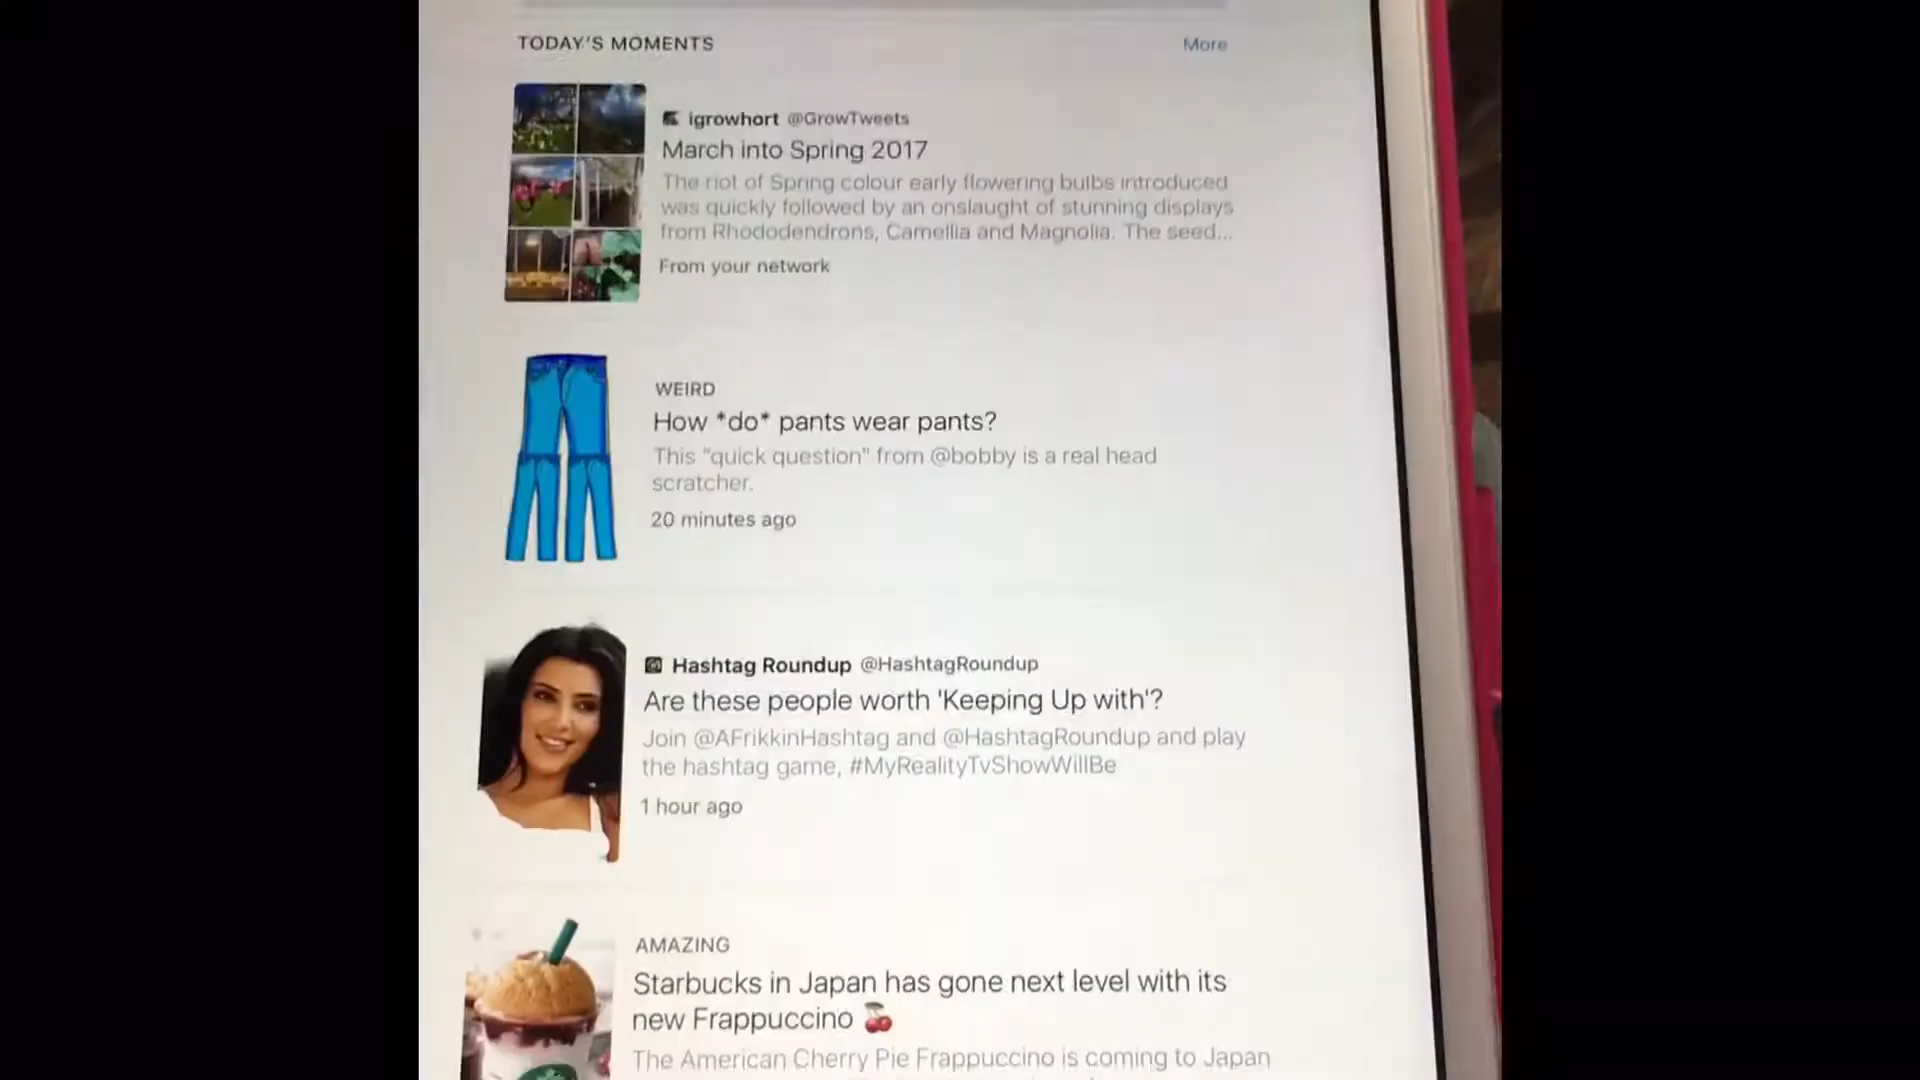 TODAY'S MOMENTS
More
igrowhort @GrowTweets
March into Spring 2017
The riot of Spring colour early flowering bulbs introduced
was quickly followed by an onslaught of stunning displays
from Rhododendrons, Camellia and Magnolia. The seed...
From your network
WEIRD
How *do* pants wear pants?
This "quick question" from @bobby is a real head
scratcher.
20 minutes ago
Hashtag Roundup @HashtagRoundup
Are these people worth 'Keeping Up with'?
Join @AFrikkinHashtag and @HashtagRoundup and play
the hashtag game, #MyRealityTvShowWillBe
1 hour ago
AMAZING
Starbucks in Japan has gone next level with its
new Frappuccino 🍒
The American Cherry Pie Frappuccino is coming to Japan